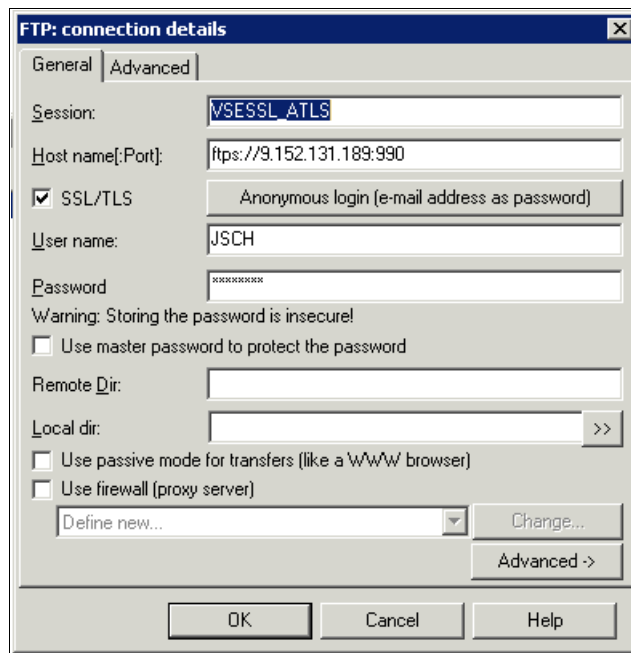 FTP: connection details
General
Advanced
Session:
VSESSL_ATLS
Host name[:Port]:
ftps://9.152.131.189:990
SSL/TLS
Anonymous login (e-mail address as password)
User name:
JSCH
Password
********
Warning: Storing the password is insecure!
Use master password to protect the password
Remote Dir:
Local dir:
>>
Use passive mode for transfers (like a WWW browser)
Use firewall (proxy server)
Define new...
Change...
Advanced ->
OK
Cancel
Help